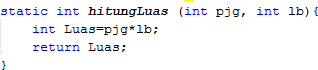 static int hitungLuas (int pjg, int lb){
    int Luas=pjg*lb;
    return Luas;
}